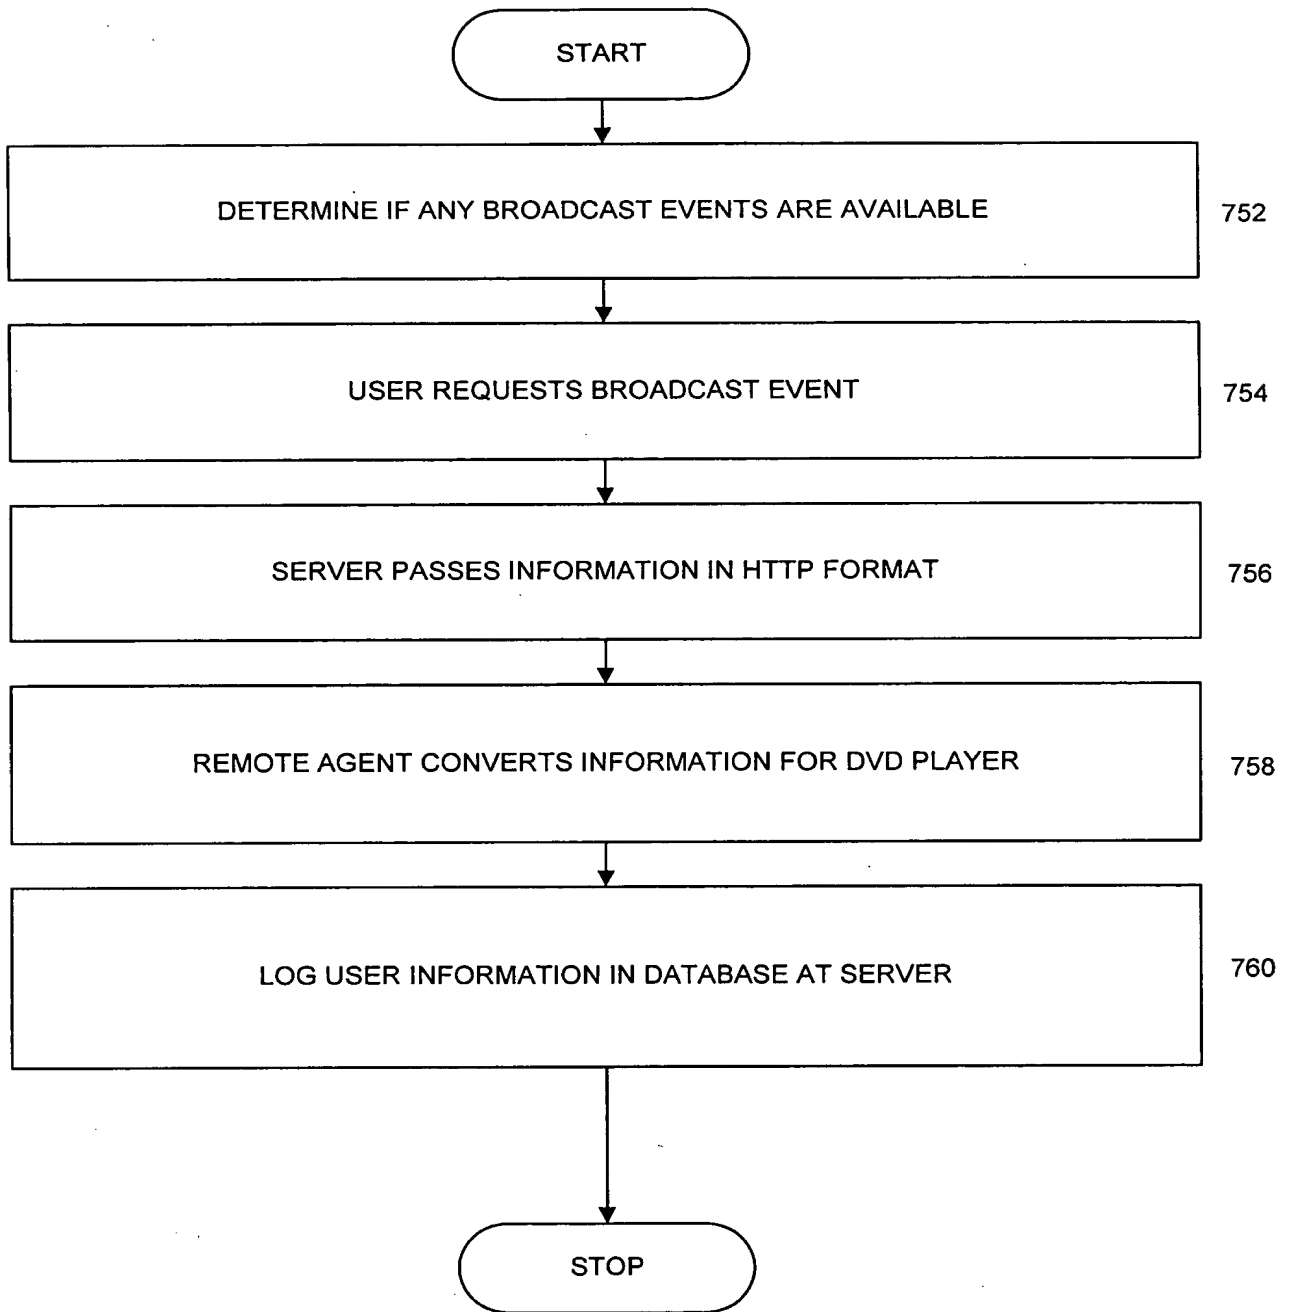 START
DETERMINE IF ANY BROADCAST EVENTS ARE AVAILABLE
752
USER REQUESTS BROADCAST EVENT
754
SERVER PASSES INFORMATION IN HTTP FORMAT
756
REMOTE AGENT CONVERTS INFORMATION FOR DVD PLAYER
758
LOG USER INFORMATION IN DATABASE AT SERVER
760
STOP